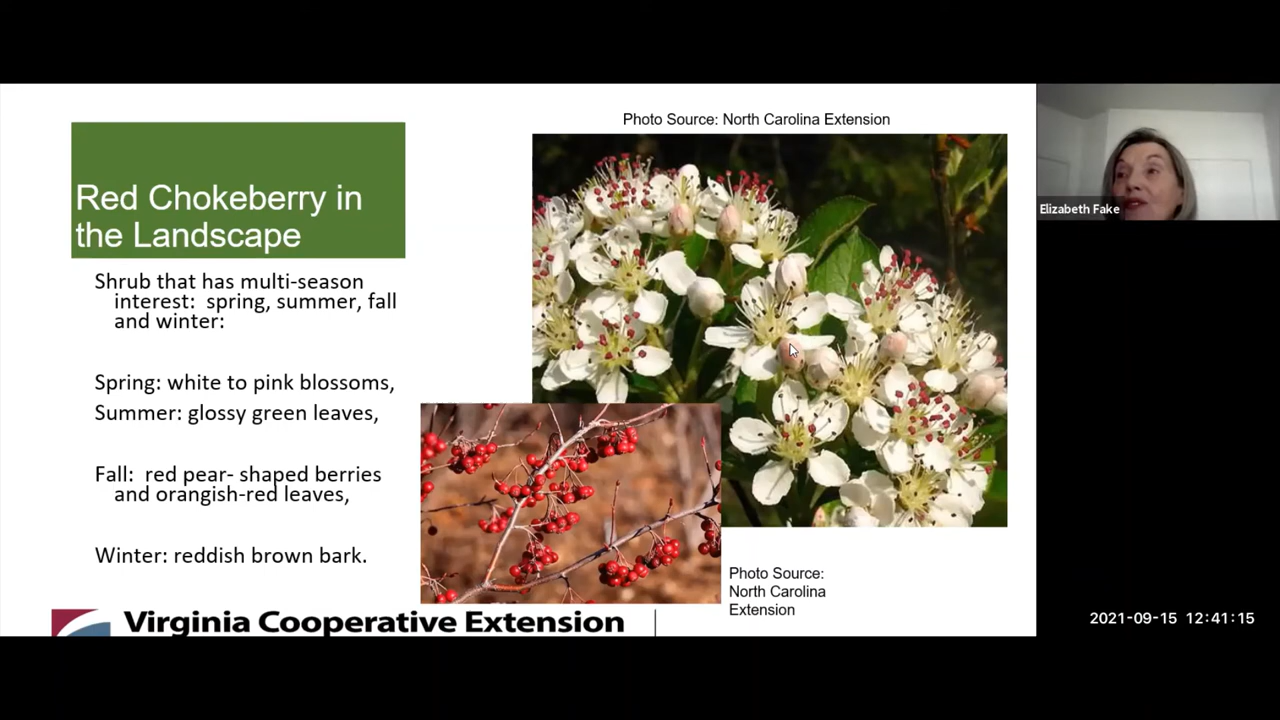 Photo Source: North Carolina Extension
Red Chokeberry in
the Landscape
Shrub that has multi-season
interest:  spring, summer, fall
and winter:
Spring: white to pink blossoms,
Summer: glossy green leaves,
Fall:  red pear- shaped berries
and orangish-red leaves,
Winter: reddish brown bark.
Photo Source:
North Carolina
Extension
Virginia Cooperative Extension
Elizabeth Fake
2021-09-15 12:41:15